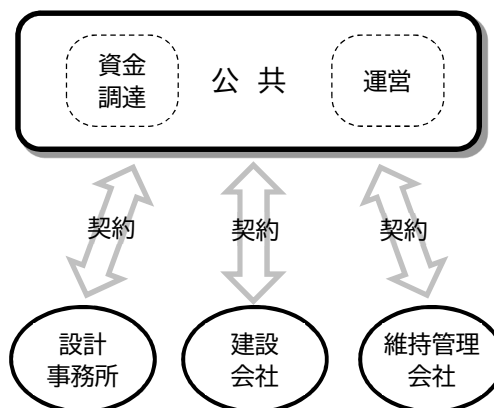 資金
調達
公 共
運営
契約
契約
契約
設計
事務所
建設
会社
維持管理
会社